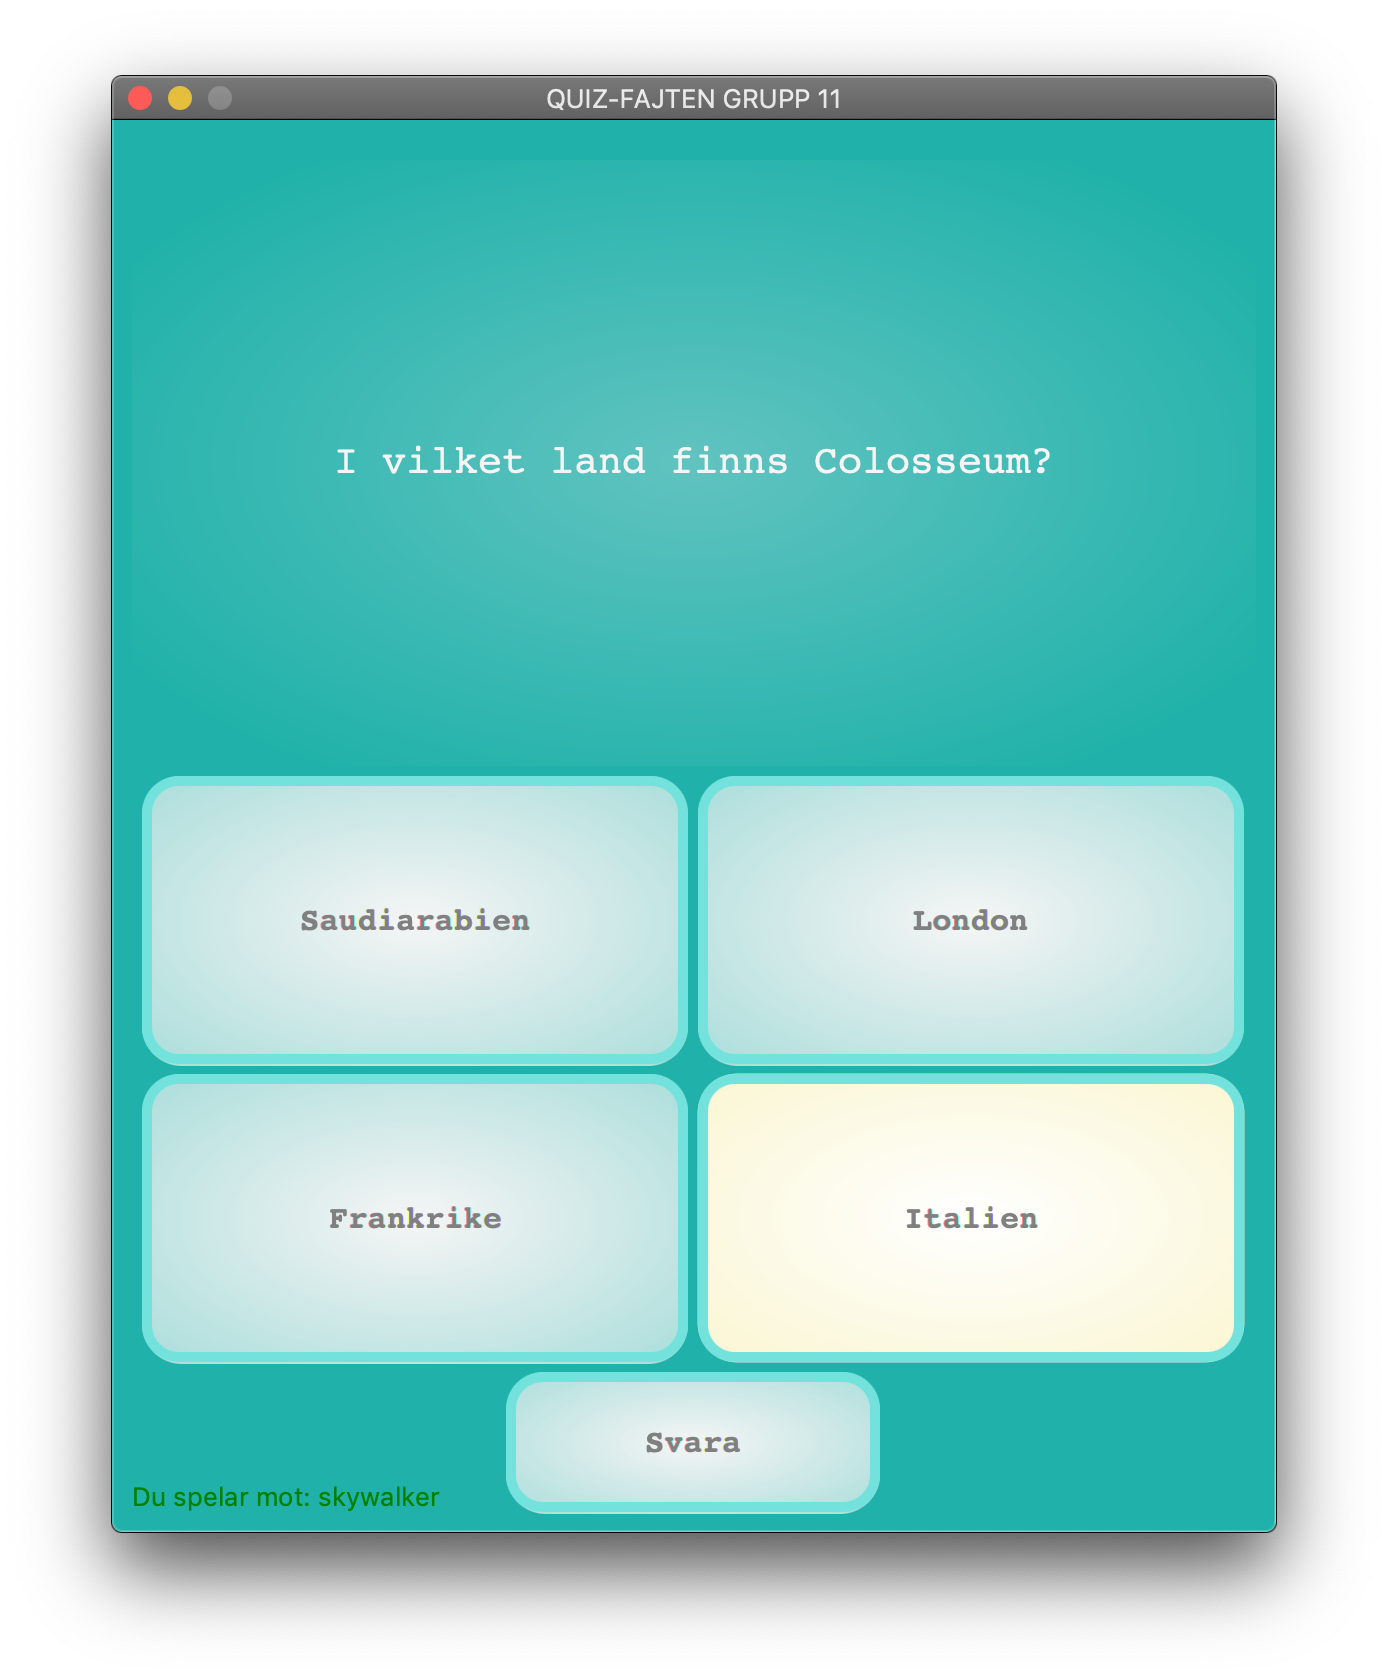 QUIZ-FAJTEN GRUPP 11
I vilket land finns Colosseum?
Saudiarabien
London
Frankrike
Italien
Svara
Du spelar mot: skywalker